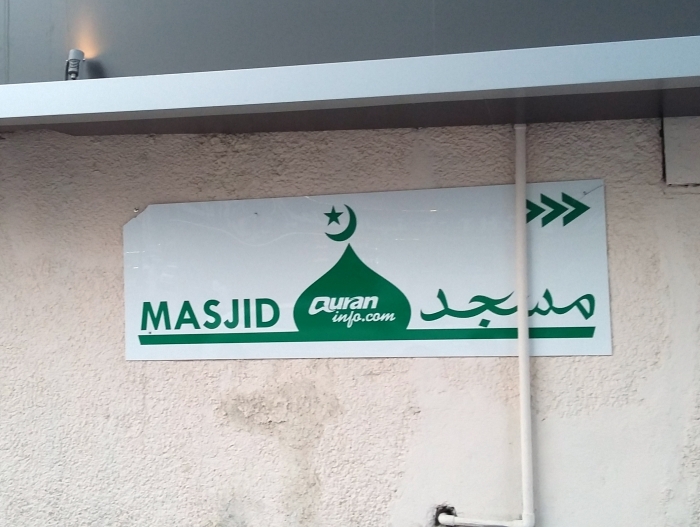 MASJID
Quran
info.com
مسجد